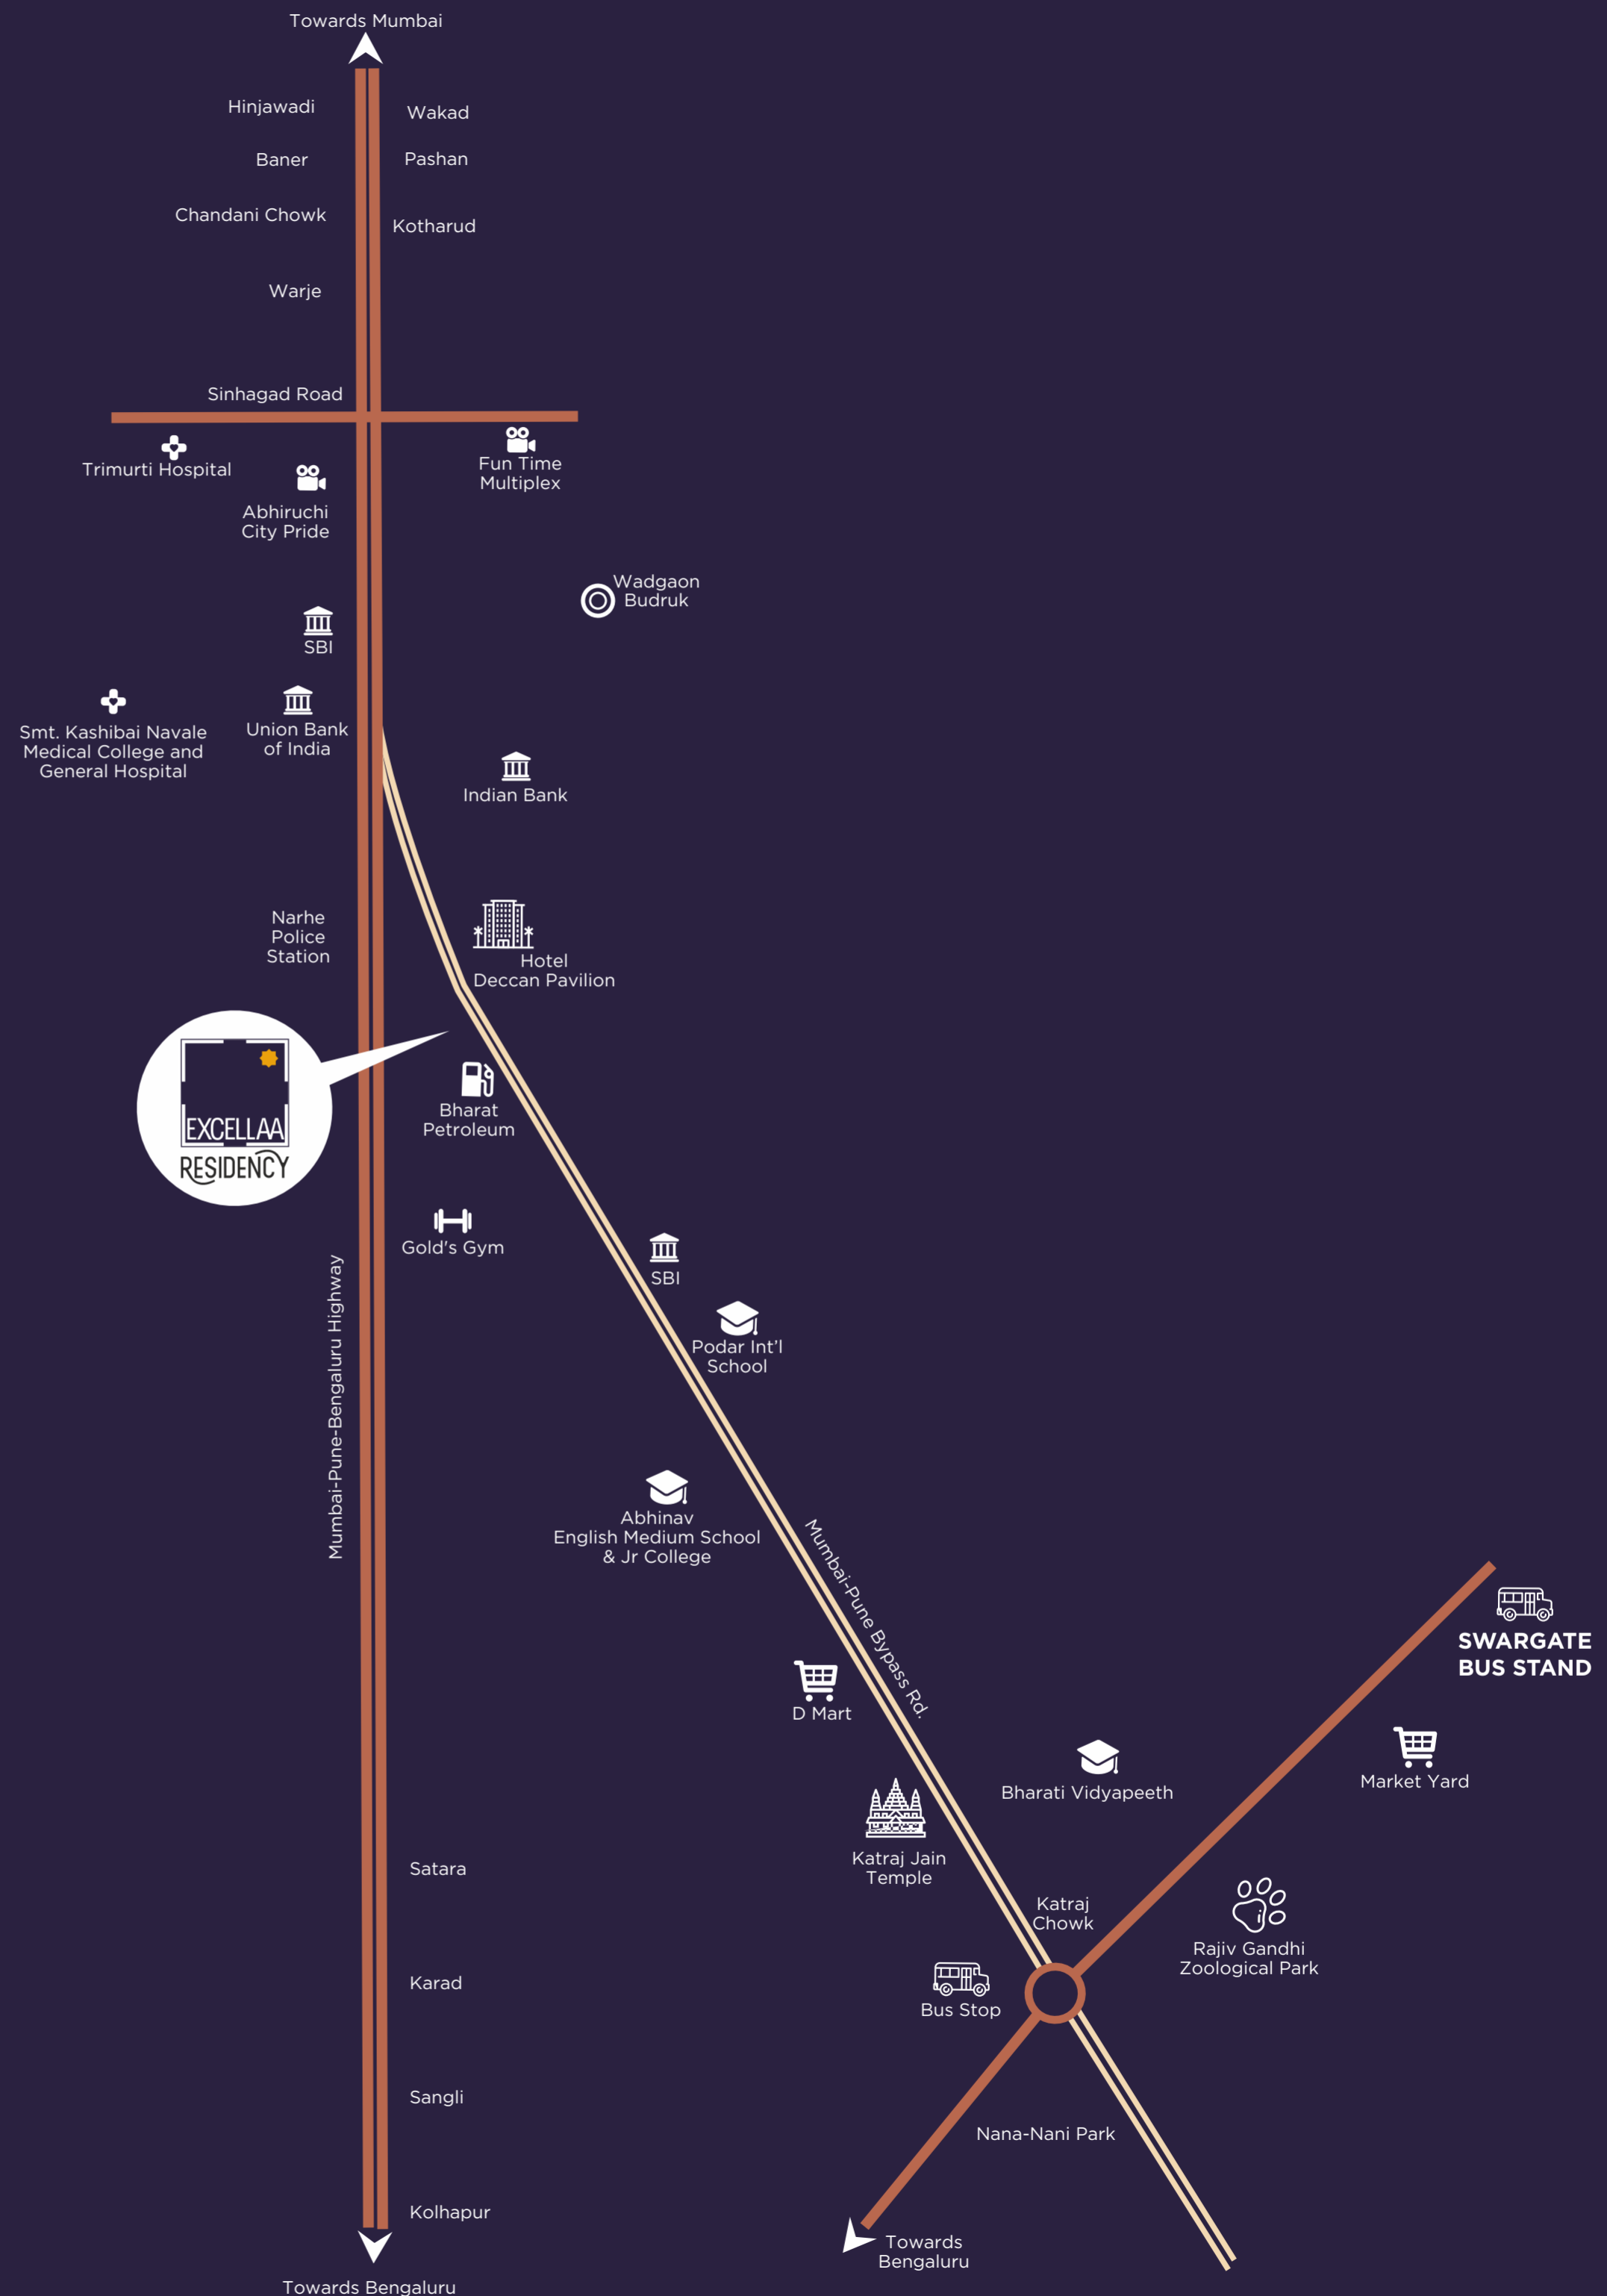 Towards Mumbai
Hinjawadi
Wakad
Baner
Pashan
Chandani Chowk
Kotharud
Warje
Sinhagad Road
Trimurti Hospital
Fun Time
Multiplex
Abhiruchi
City Pride
Wadgaon
Budruk
SBI
Smt. Kashibai Navale
Medical College and
General Hospital
Union Bank
of India
Indian Bank
Narhe
Police
Station
Hotel
Deccan Pavilion
EXCELLAA
RESIDENCY
Bharat
Petroleum
Gold's Gym
SBI
Podar Int’l
School
Mumbai-Pune-Bengaluru Highway
Abhinav
English Medium School
& Jr College
Mumbai-Pune Bypass Rd.
SWARGATE
BUS STAND
D Mart
Bharati Vidyapeeth
Market Yard
Katraj Jain
Temple
Satara
Katraj
Chowk
Rajiv Gandhi
Zoological Park
Karad
Bus Stop
Sangli
Nana-Nani Park
Kolhapur
Towards
Bengaluru
Towards Bengaluru